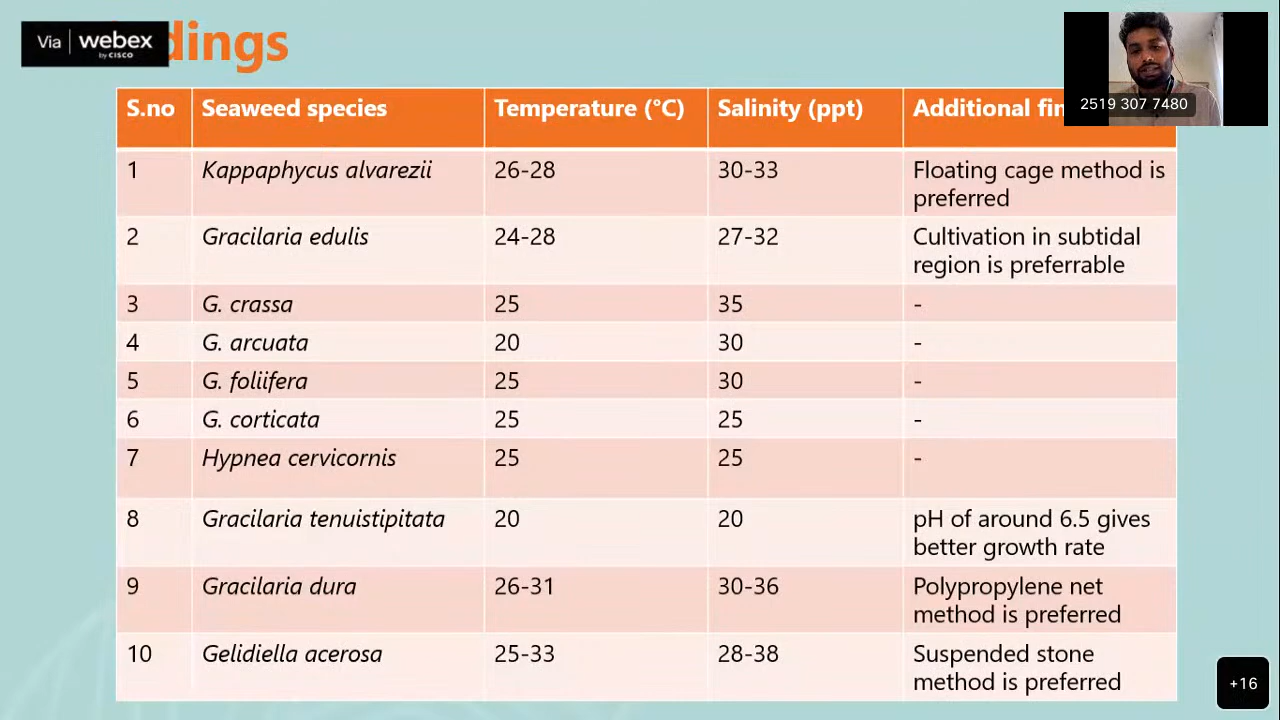 Via webex
by CISCO
dings
2519 307 7480
S.no Seaweed species Temperature (°C) Salinity (ppt) Additional fin
1 Kappaphycus alvarezii 26-28 30-33 Floating cage method is
preferred
2 Gracilaria edulis 24-28 27-32 Cultivation in subtidal
region is preferrable
3 G. crassa 25 35 -
4 G. arcuata 20 30 -
5 G. foliifera 25 30 -
6 G. corticata 25 25 -
7 Hypnea cervicornis 25 25 -
8 Gracilaria tenuistipitata 20 20 pH of around 6.5 gives
better growth rate
9 Gracilaria dura 26-31 30-36 Polypropylene net
method is preferred
10 Gelidiella acerosa 25-33 28-38 Suspended stone
method is preferred
+16